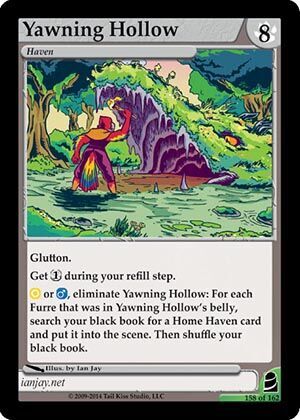 Yawning Hollow 8
Haven
Glutton.
Get 1 during your refill step.
or , eliminate Yawning Hollow: For each
Furre that was in Yawning Hollow's belly,
search your black book for a Home Haven card
and put it into the scene. Then shuffle your
black book.
Illus. by Ian Jay
ianjay.net
© 2009-2014 Tail Kiss Studio, LLC
158 of 162